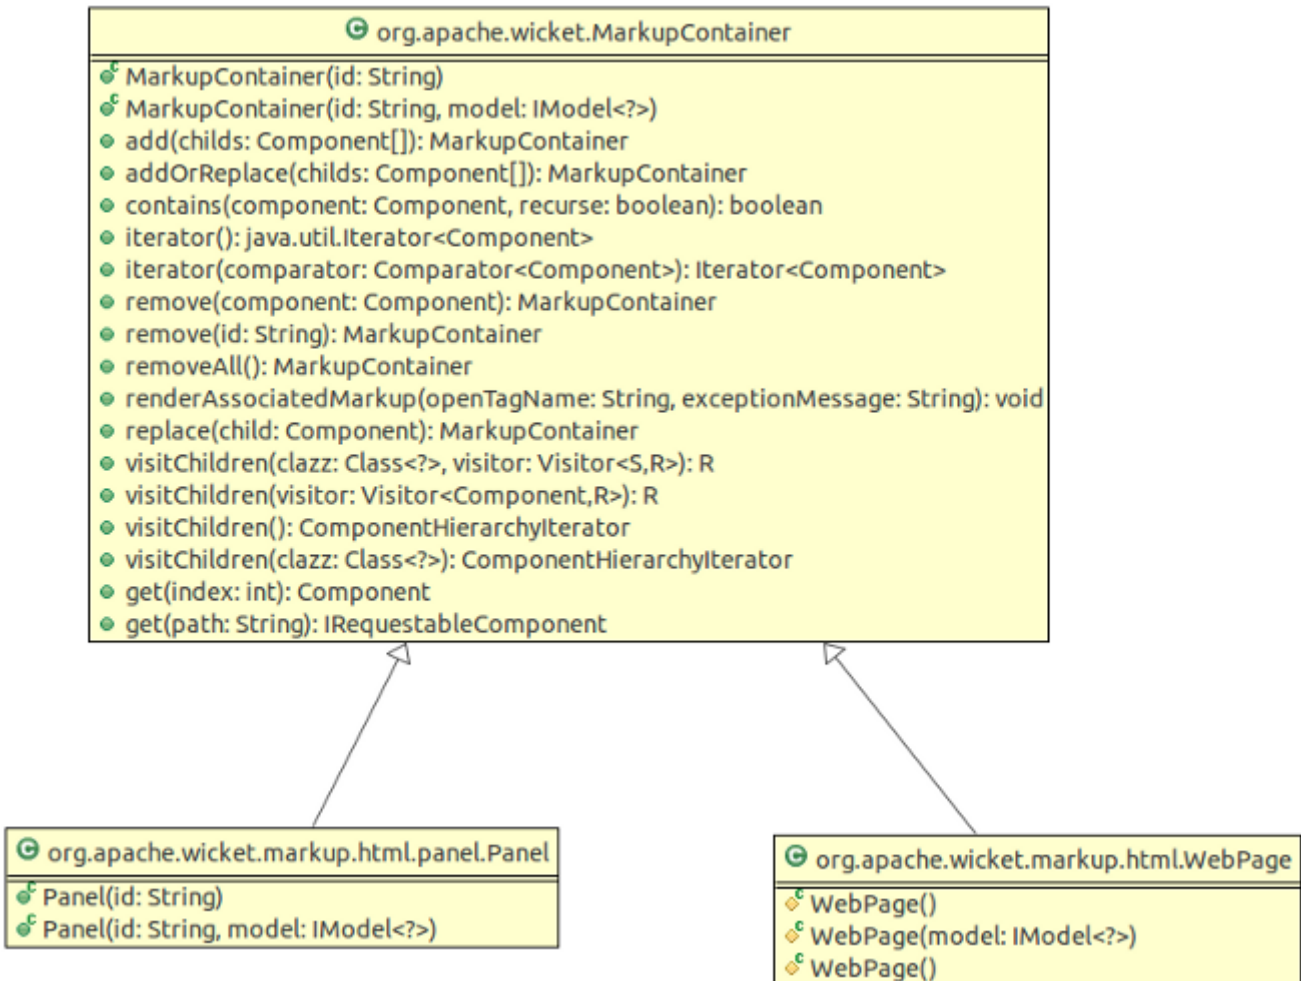 org.apache.wicket.MarkupContainer
MarkupContainer(id: String)
MarkupContainer(id: String, model: IModel<?>)
add(childs: Component[]): MarkupContainer
addOrReplace(childs: Component[]): MarkupContainer
contains(component: Component, recurse: boolean): boolean
iterator(): java.util.Iterator<Component>
iterator(comparator: Comparator<Component>): Iterator<Component>
remove(component: Component): MarkupContainer
remove(id: String): MarkupContainer
removeAll(): MarkupContainer
renderAssociatedMarkup(openTagName: String, exceptionMessage: String): void
replace(child: Component): MarkupContainer
visitChildren(clazz: Class<?>, visitor: Visitor<S,R>): R
visitChildren(visitor: Visitor<Component,R>): R
visitChildren(): ComponentHierarchyIterator
visitChildren(clazz: Class<?>): ComponentHierarchyIterator
get(index: int): Component
get(path: String): IRequestableComponent
org.apache.wicket.markup.html.panel.Panel
Panel(id: String)
Panel(id: String, model: IModel<?>)
org.apache.wicket.markup.html.WebPage
WebPage()
WebPage(model: IModel<?>)
WebPage()